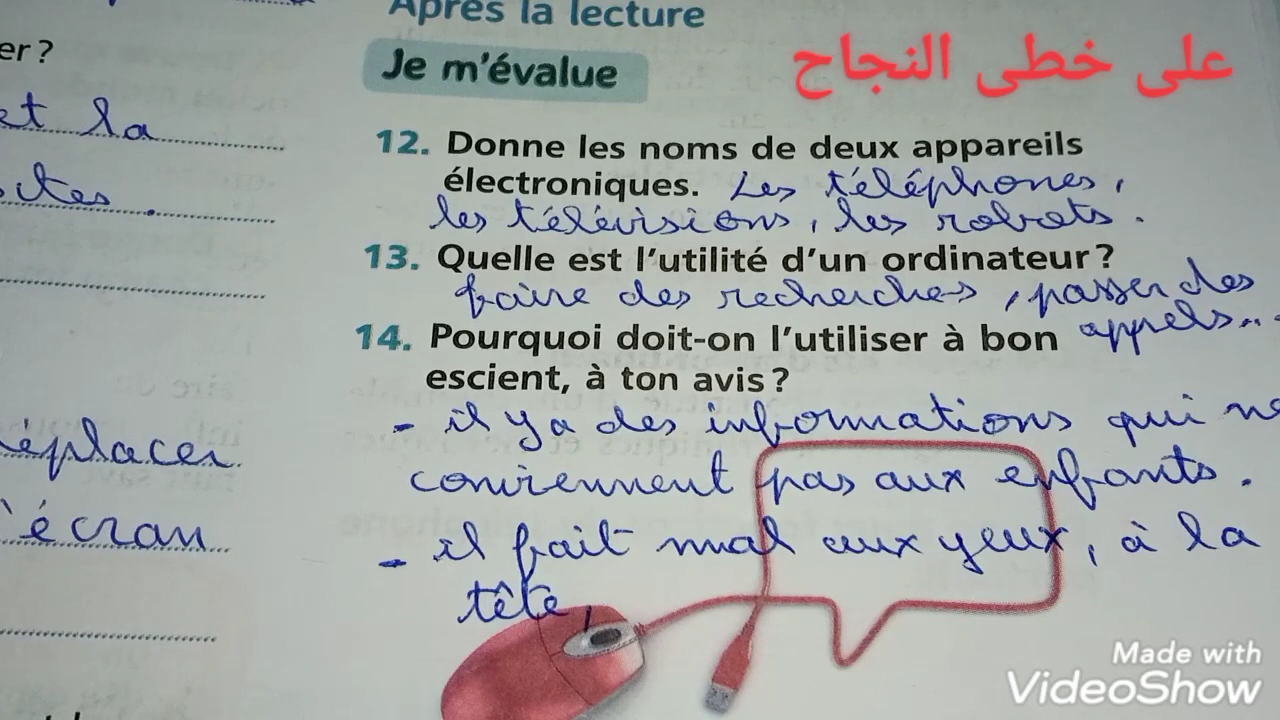 Après la lecture
er ?
Je m'évalue
على خطى النجاح
et la
12. Donne les noms de deux appareils
électroniques. Les téléphones,
les télévisions, les robots.
ctes.
13. Quelle est l'utilité d'un ordinateur ?
faire des recherches, passer des
appels...
14. Pourquoi doit-on l'utiliser à bon
escient, à ton avis ?
- il y a des informations qui ne
conviennent pas aux enfants.
déplacer
- il fait mal aux yeux, à la
tête,
l'écran
Made with
VideoShow